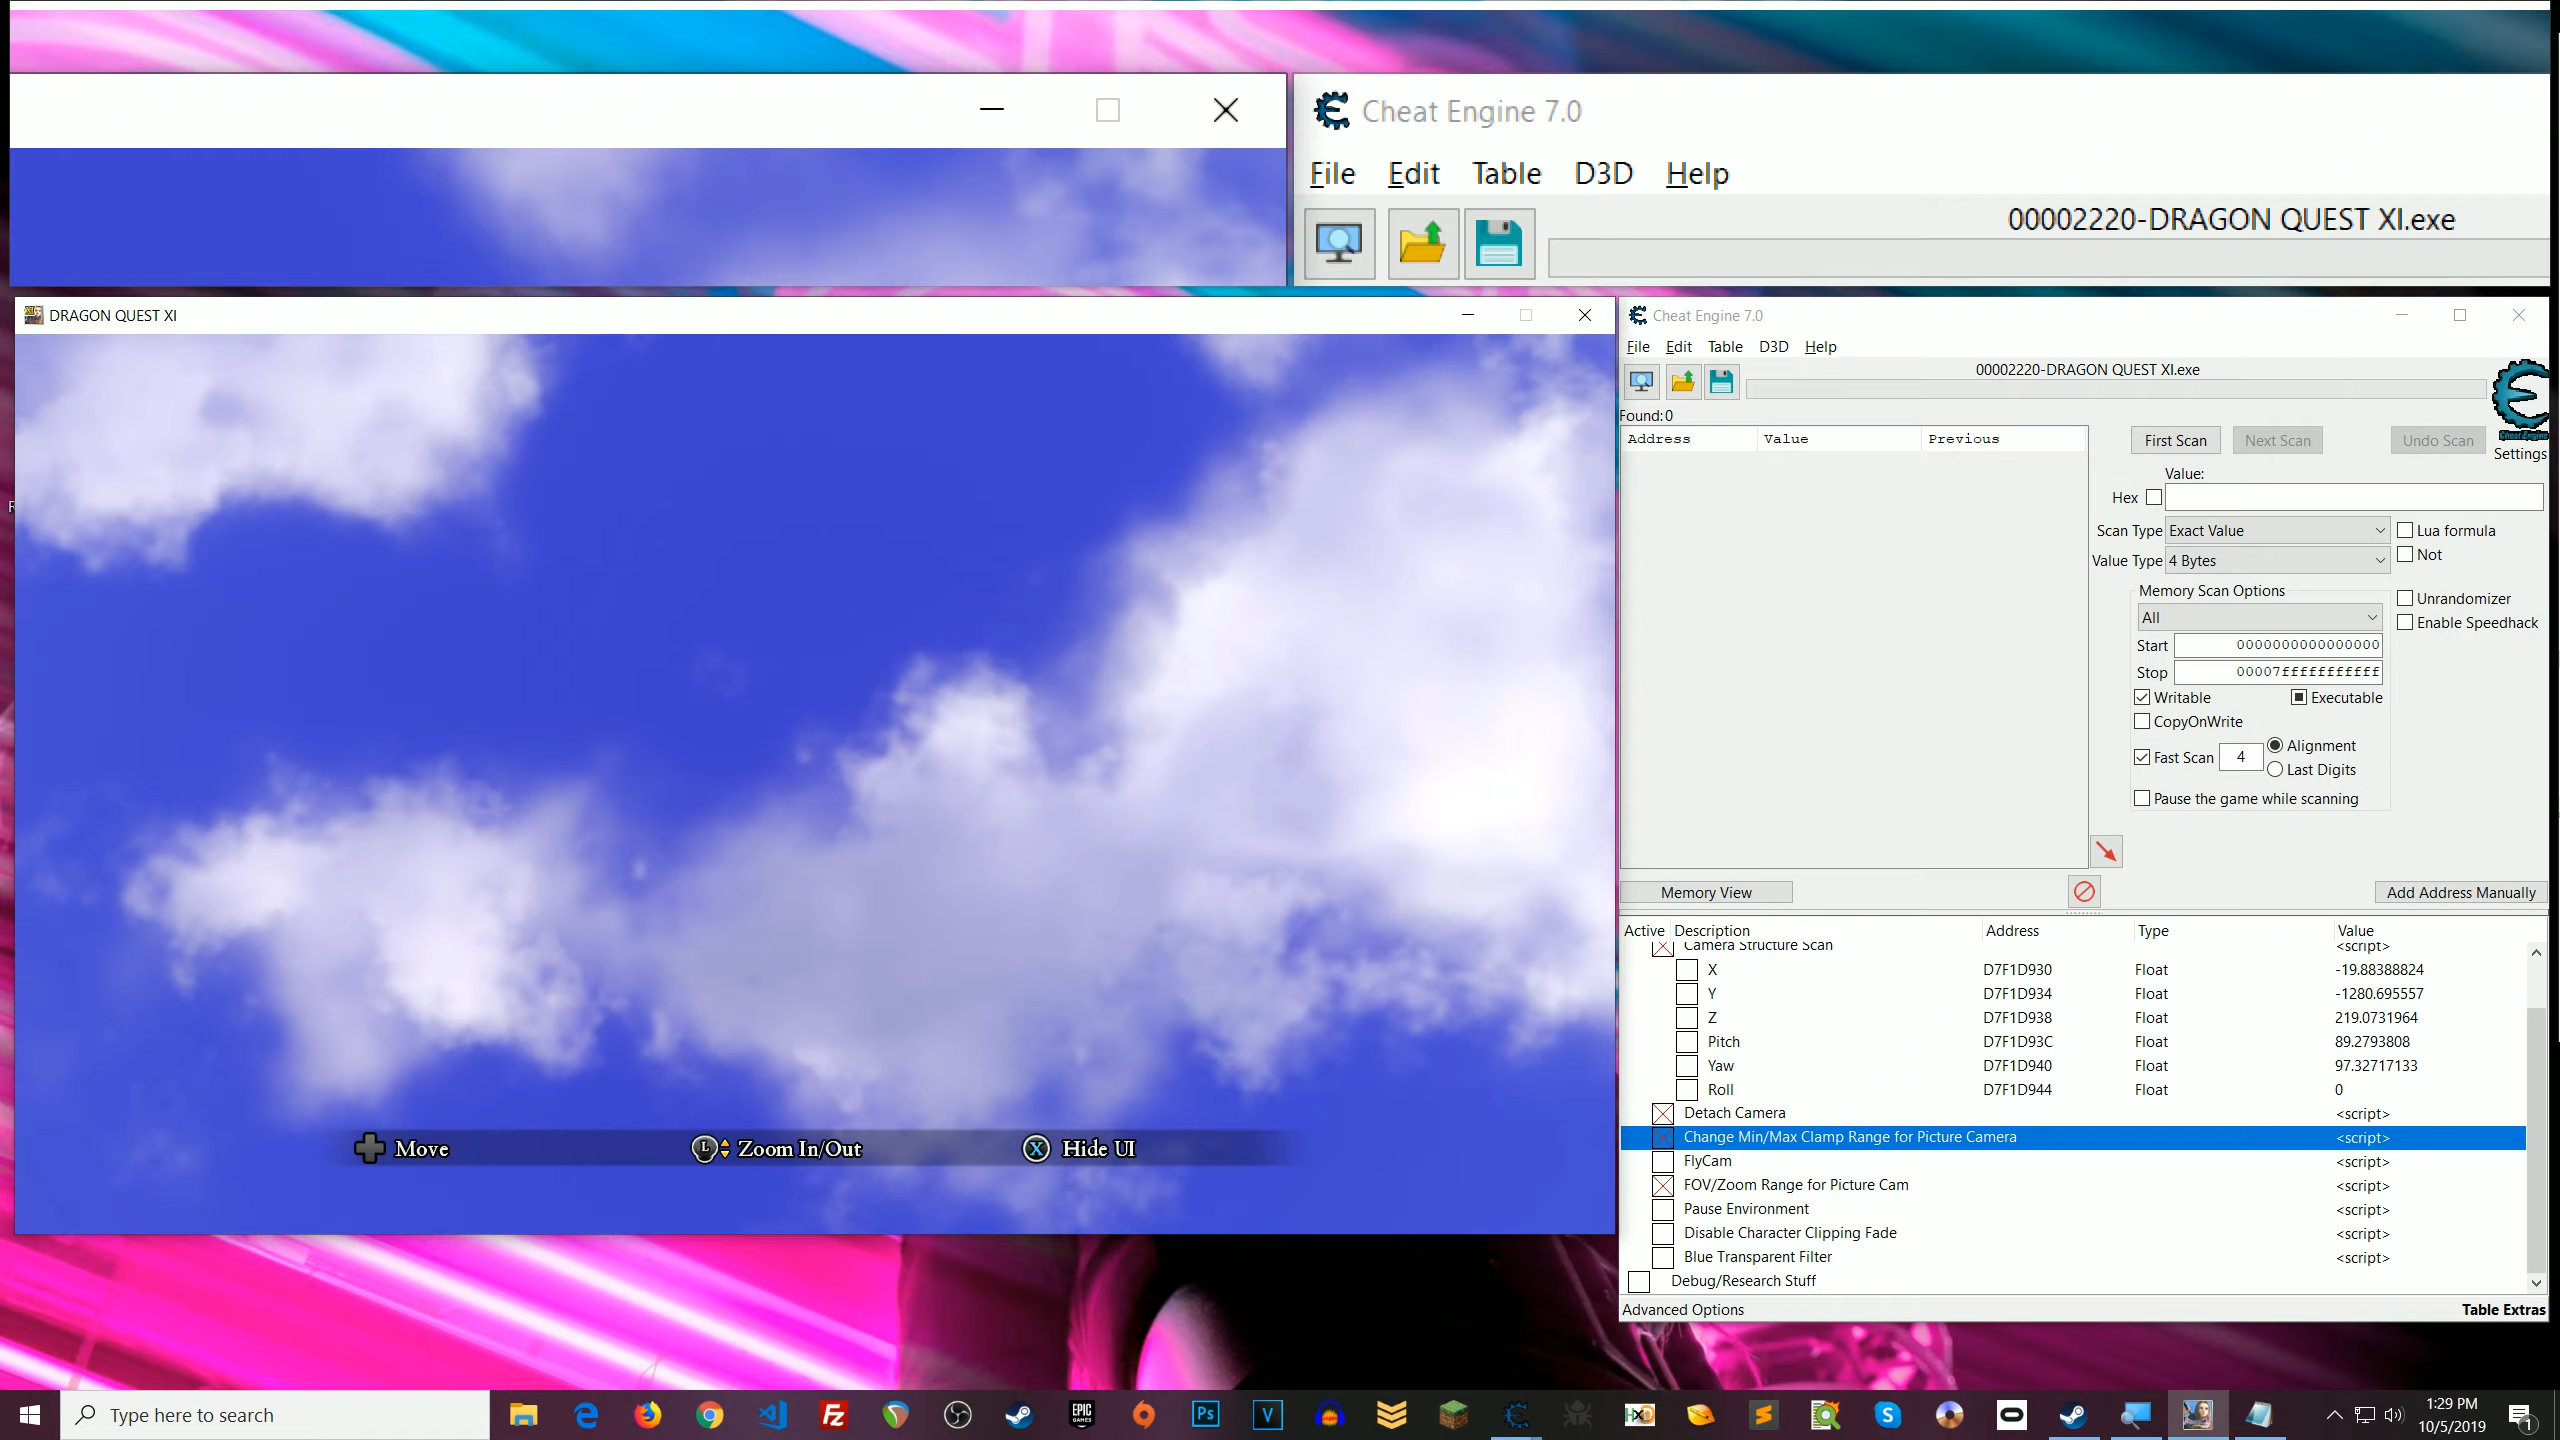 Cheat Engine 7.0
File Edit Table D3D Help
00002220-DRAGON QUEST XI.exe
DRAGON QUEST XI
Cheat Engine 7.0
File Edit Table D3D Help
00002220-DRAGON QUEST XI.exe
Found:0
Address Value Previous
First Scan Next Scan Undo Scan
Cheat Engine
Settings
Value:
Hex
Scan Type Exact Value Lua formula
Not
Value Type 4 Bytes
Memory Scan Options
All
Unrandomizer
Enable Speedhack
Start 0000000000000000
Stop 00007fffffffffff
Writable Executable
CopyOnWrite
Fast Scan 4 Alignment
Last Digits
Pause the game while scanning
Memory View Add Address Manually
Active Description Address Type Value
Camera Structure Scan <script>
X D7F1D930 Float -19.88388824
Y D7F1D934 Float -1280.695557
Z D7F1D938 Float 219.0731964
Pitch D7F1D93C Float 89.2793808
Yaw D7F1D940 Float 97.32717133
Roll D7F1D944 Float 0
Detach Camera <script>
Change Min/Max Clamp Range for Picture Camera <script>
FlyCam <script>
FOV/Zoom Range for Picture Cam <script>
Pause Environment <script>
Disable Character Clipping Fade <script>
Blue Transparent Filter <script>
Debug/Research Stuff
Advanced Options Table Extras
Move L Zoom In/Out X Hide UI
R
Type here to search
Fz
EPIC GAMES
Ps
V
HxD
S
1:29 PM
10/5/2019
1